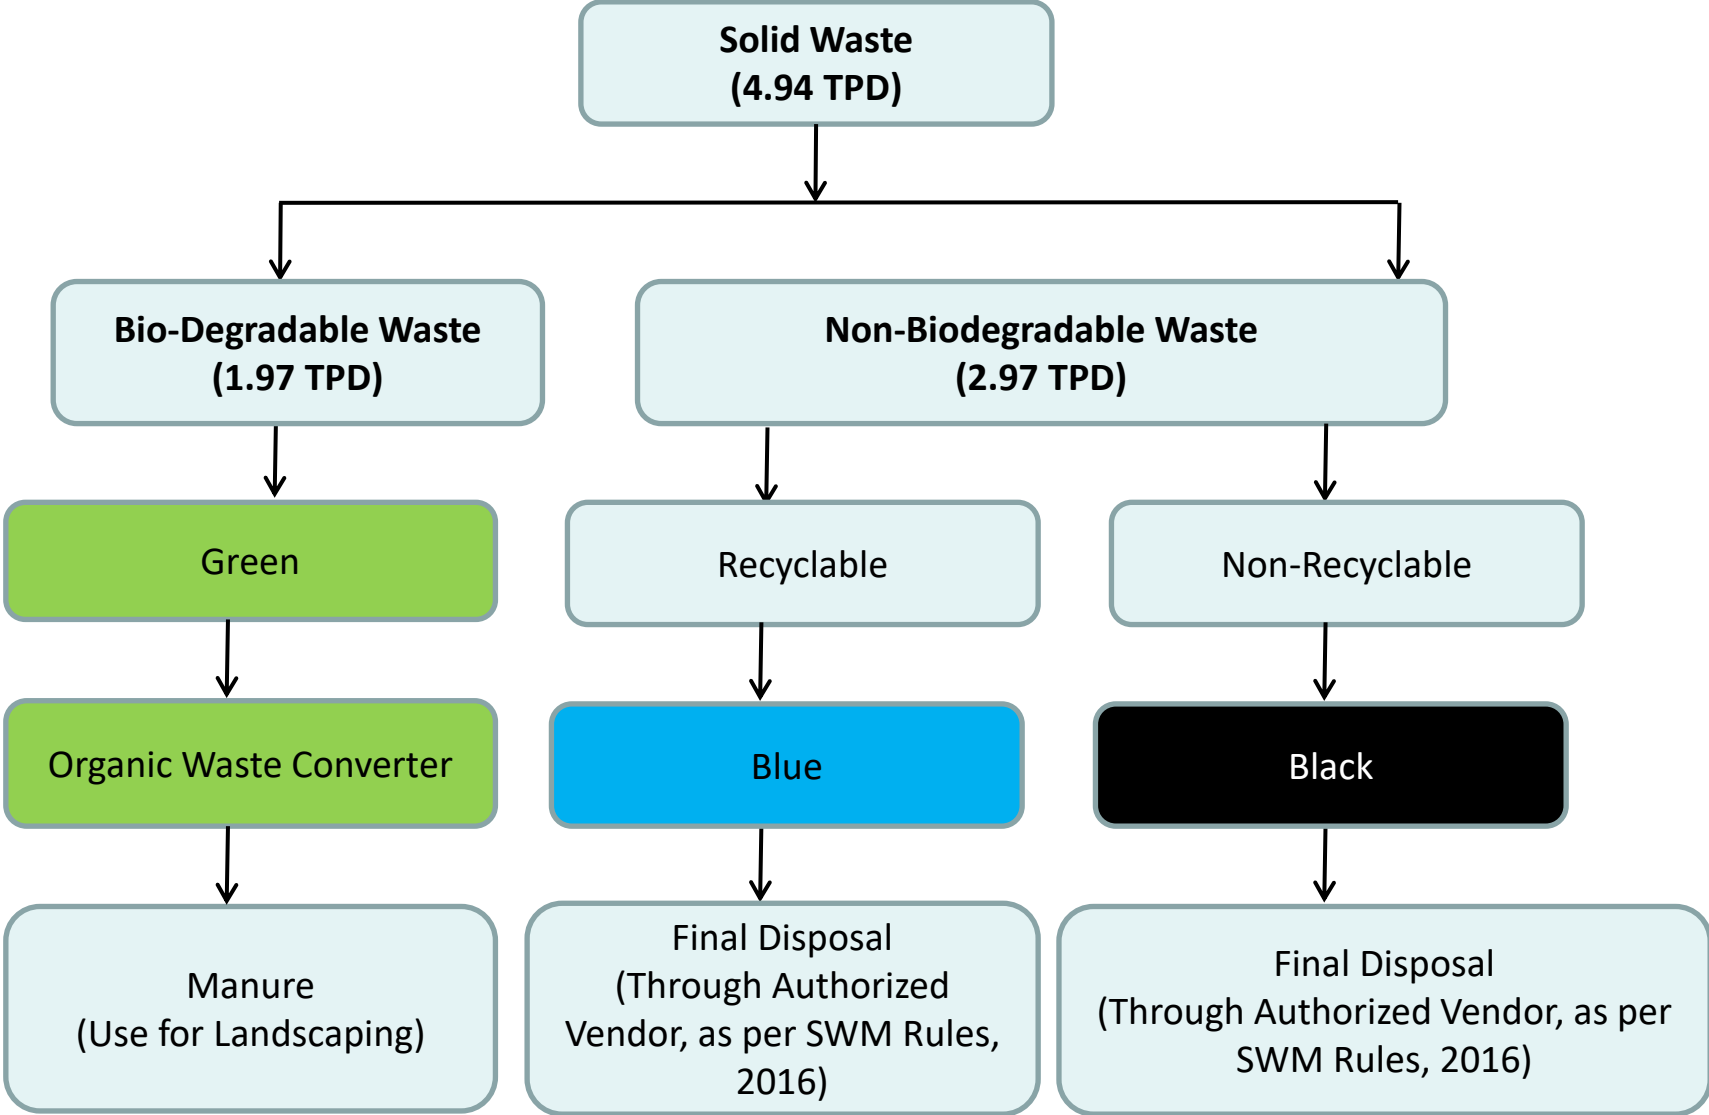 Solid Waste
(4.94 TPD)
Bio-Degradable Waste
(1.97 TPD)
Non-Biodegradable Waste
(2.97 TPD)
Green
Recyclable
Non-Recyclable
Organic Waste Converter
Blue
Black
Manure
(Use for Landscaping)
Final Disposal
(Through Authorized
Vendor, as per SWM Rules,
2016)
Final Disposal
(Through Authorized Vendor, as per
SWM Rules, 2016)